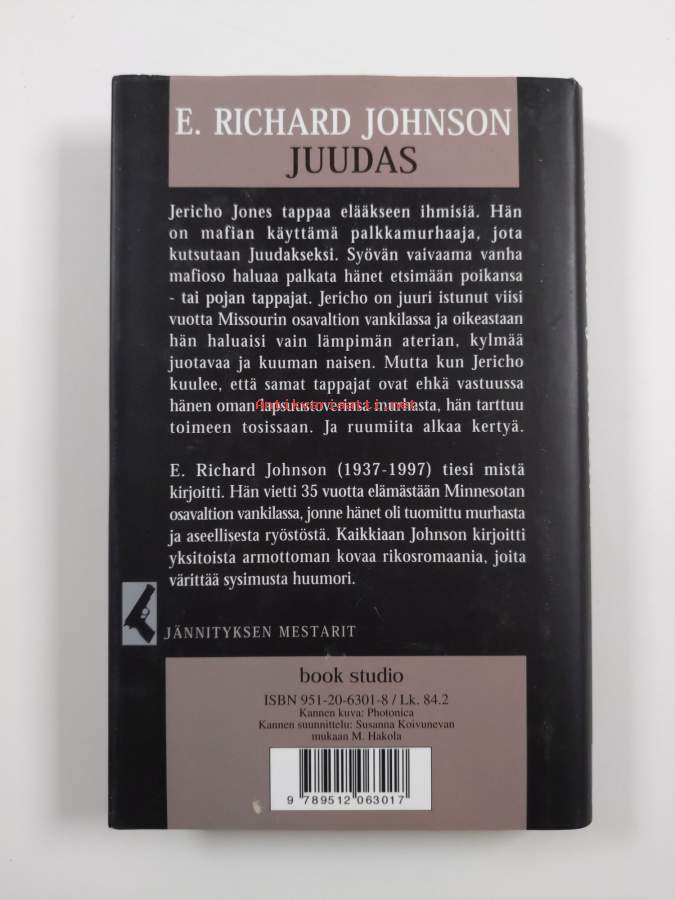 E. RICHARD JOHNSON
JUUDAS
Jericho Jones tappaa elääkseen ihmisiä. Hän
on mafian käyttämä palkkamurhaaja, jota
kutsutaan Juudakseksi. Syövän vaivaama vanha
mafioso haluaa palkata hänet etsimään poikansa
- tai pojan tappajat. Jericho on juuri istunut viisi
vuotta Missourin osavaltion vankilassa ja oikeastaan
hän haluaisi vain lämpimän aterian, kylmää
juotavaa ja kuuman naisen. Mutta kun Jericho
kuulee, että samat tappajat ovat ehkä vastuussa
hänen oman lapsuustoverinsa murhasta, hän tarttuu
toimeen tosissaan. Ja ruumiita alkaa kertyä.
Antikvariaatti.net
E. Richard Johnson (1937-1997) tiesi mistä
kirjoitti. Hän vietti 35 vuotta elämästään Minnesotan
osavaltion vankilassa, jonne hänet oli tuomittu murhasta
ja aseellisesta ryöstöstä. Kaikkiaan Johnson kirjoitti
yksitoista armottoman kovaa rikosromaania, joita
värittää sysimusta huumori.
JÄNNITYKSEN MESTARIT
book studio
ISBN 951-20-6301-8 / Lk. 84.2
Kannen kuva: Photonica
Kannen suunnittelu: Susanna Koivunevan
mukaan M. Hakola
9 789512 063017